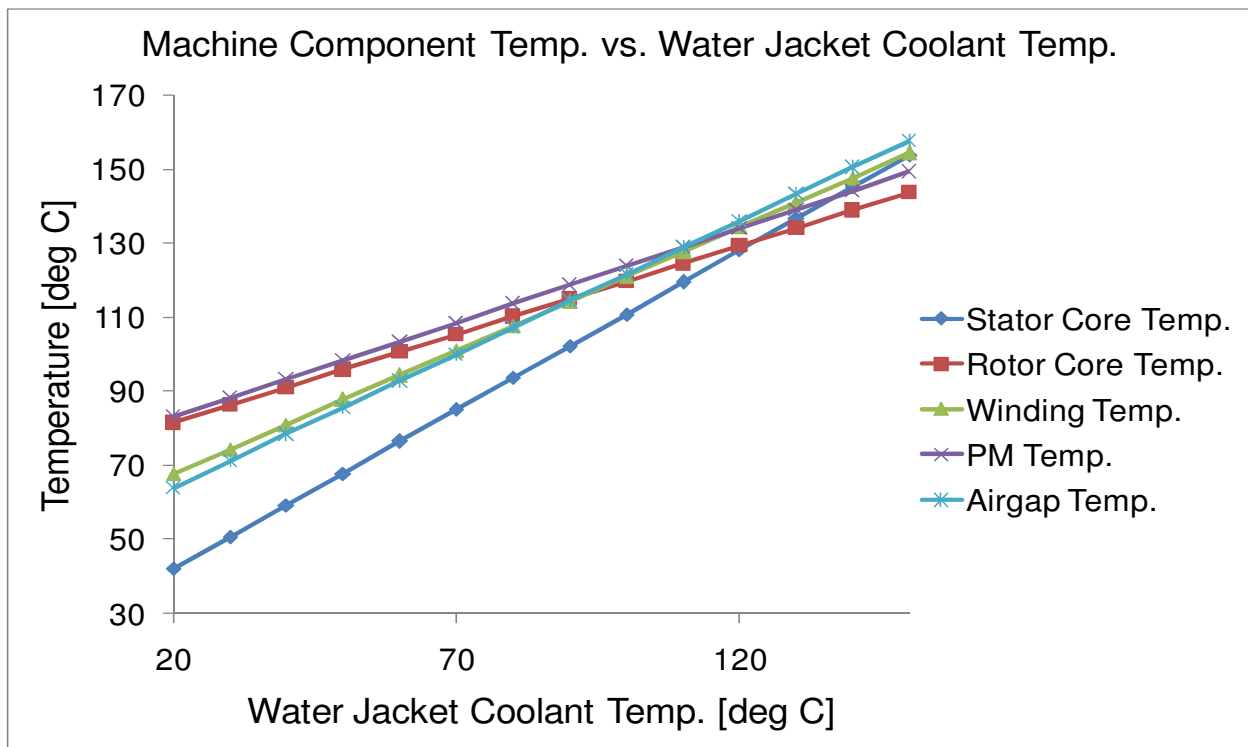 Machine Component Temp. vs. Water Jacket Coolant Temp.
170
150
130
110
90
70
50
30
Temperature [deg C]
20 70 120
Water Jacket Coolant Temp. [deg C]
Stator Core Temp.
Rotor Core Temp.
Winding Temp.
PM Temp.
Airgap Temp.